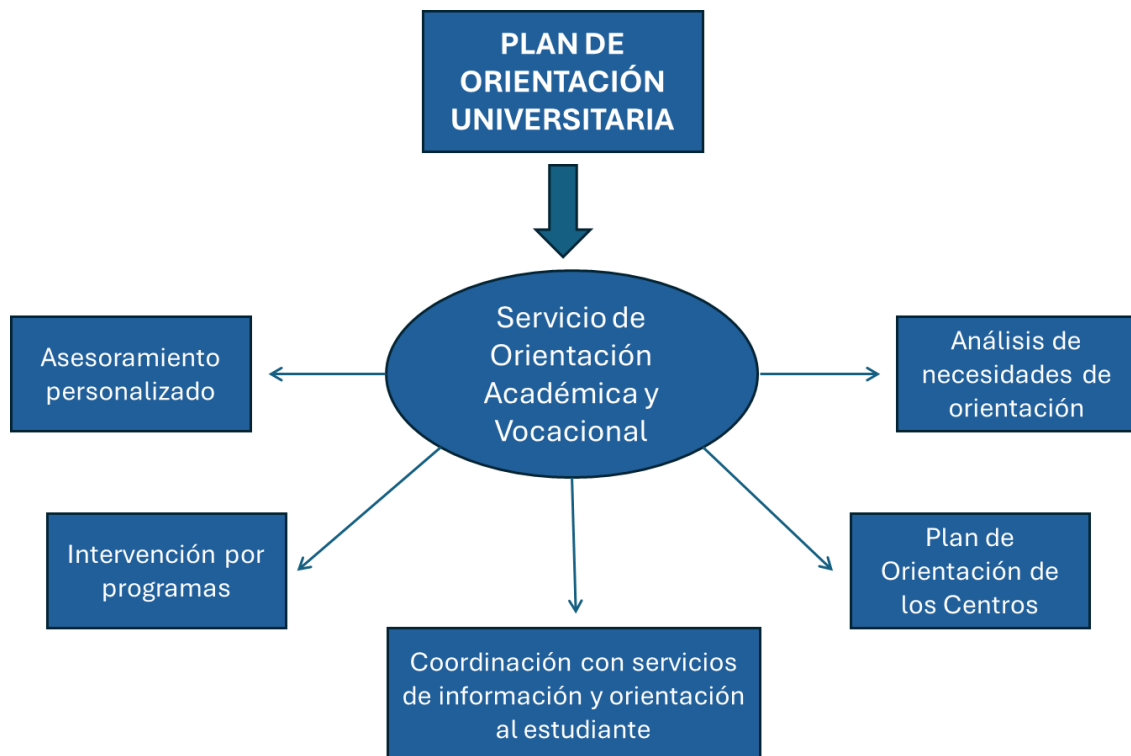 PLAN DE
ORIENTACIÓN
UNIVERSITARIA
Servicio de
Orientación
Académica y
Vocacional
Asesoramiento
personalizado
Análisis de
necesidades de
orientación
Intervención por
programas
Plan de
Orientación de
los Centros
Coordinación con servicios
de información y orientación
al estudiante